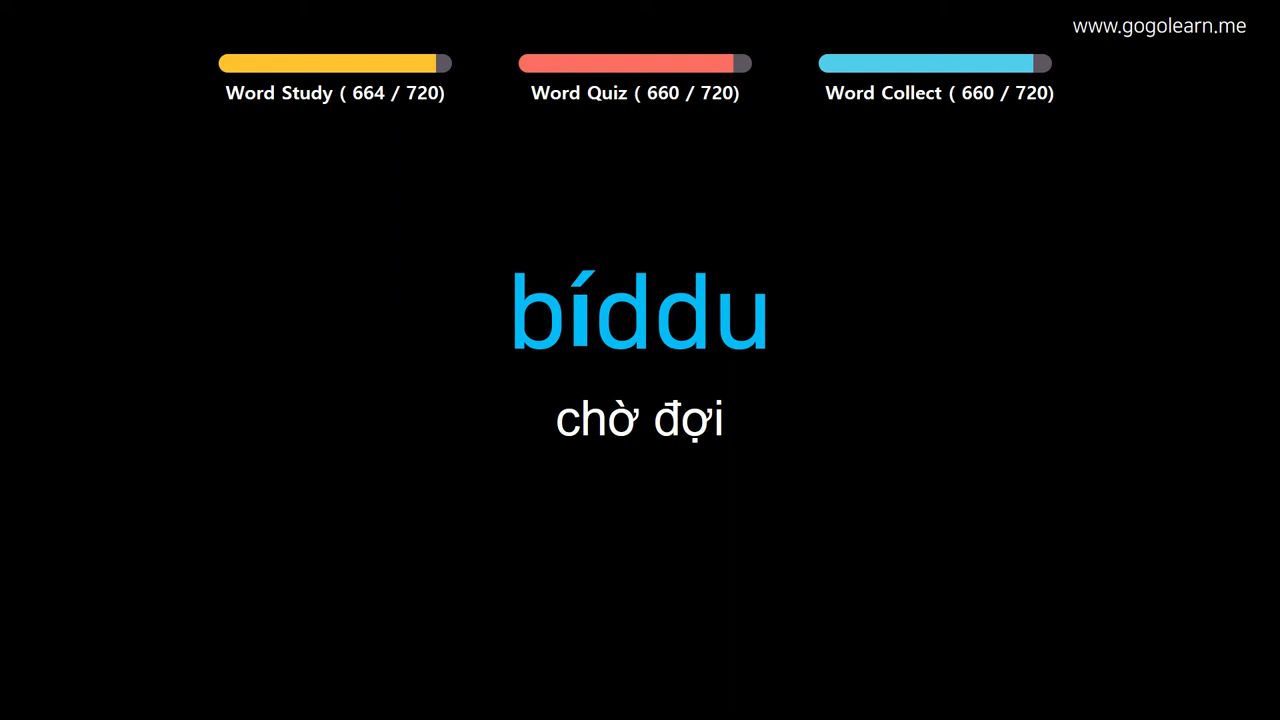 www.gogolearn.me
Word Study ( 664 / 720)
Word Quiz ( 660 / 720)
Word Collect ( 660 / 720)
bíddu
chờ đợi